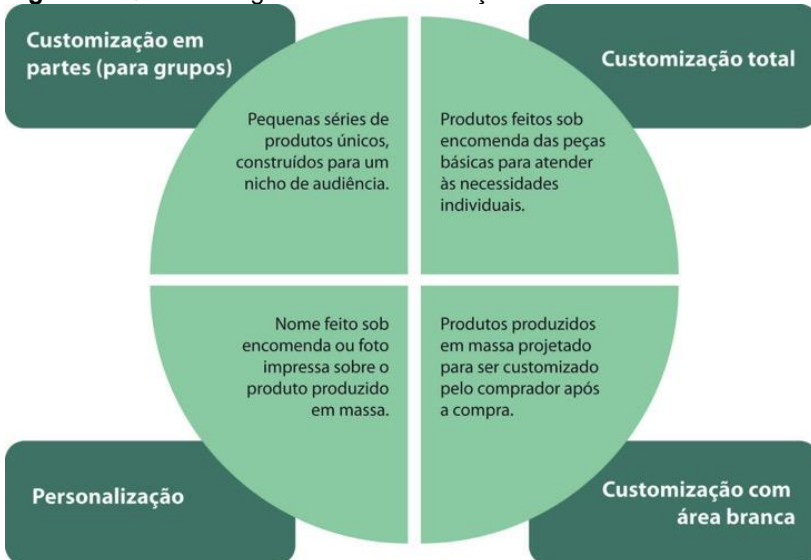 Customização em
partes (para grupos)
Pequenas séries de
produtos únicos,
construídos para um
nicho de audiência.
Customização total
Produtos feitos sob
encomenda das peças
básicas para atender
às necessidades
individuais.
Nome feito sob
encomenda ou foto
impressa sobre o
produto produzido
em massa.
Personalização
Produtos produzidos
em massa projetado
para ser customizado
pelo comprador após
a compra.
Customização com
área branca